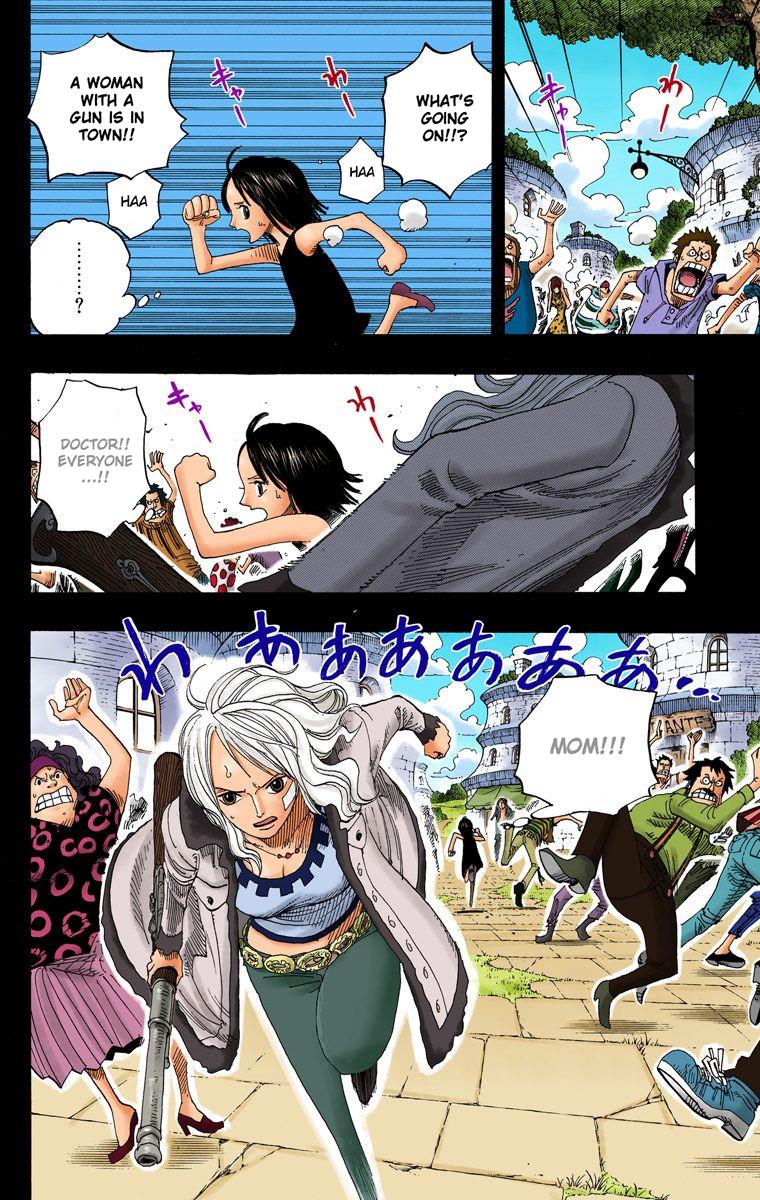 わー
キャー
WHAT'S
GOING
ON!!?
わー
キャー
A WOMAN
WITH A
GUN IS IN
TOWN!!
HAA
HAA
………
?
わー
キャー
DOCTOR!!
EVERYONE
...!!
わぁぁぁぁぁぁ…
MOM!!!